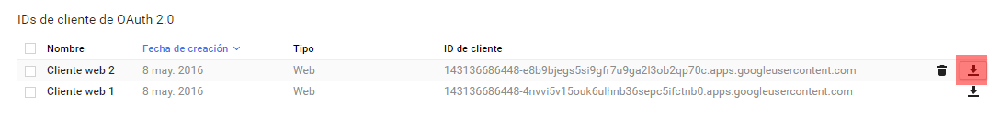 IDs de cliente de OAuth 2.0
Nombre Fecha de creación Tipo ID de cliente
Cliente web 2 8 may. 2016 Web 143136686448-e8b9bjegs5si9gfr7u9ga2l3ob2qp70c.apps.googleusercontent.com
Cliente web 1 8 may. 2016 Web 143136686448-4nvvi5v15ouk6ulhnb36sepc5ifctnb0.apps.googleusercontent.com